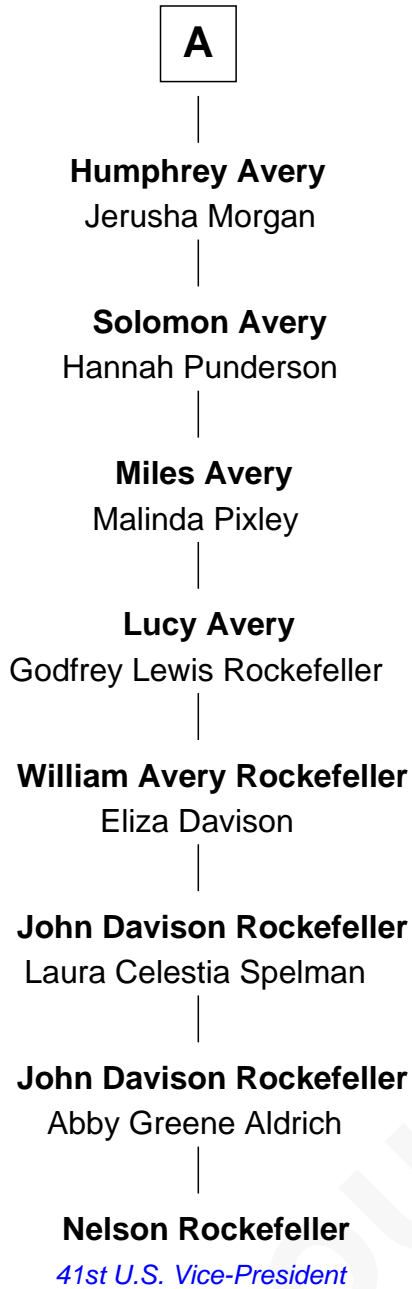 A
Humphrey Avery
Jerusha Morgan
Solomon Avery
Hannah Punderson
Miles Avery
Malinda Pixley
Lucy Avery
Godfrey Lewis Rockefeller
William Avery Rockefeller
Eliza Davison
John Davison Rockefeller
Laura Celestia Spelman
John Davison Rockefeller
Abby Greene Aldrich
Nelson Rockefeller
41st U.S. Vice-President